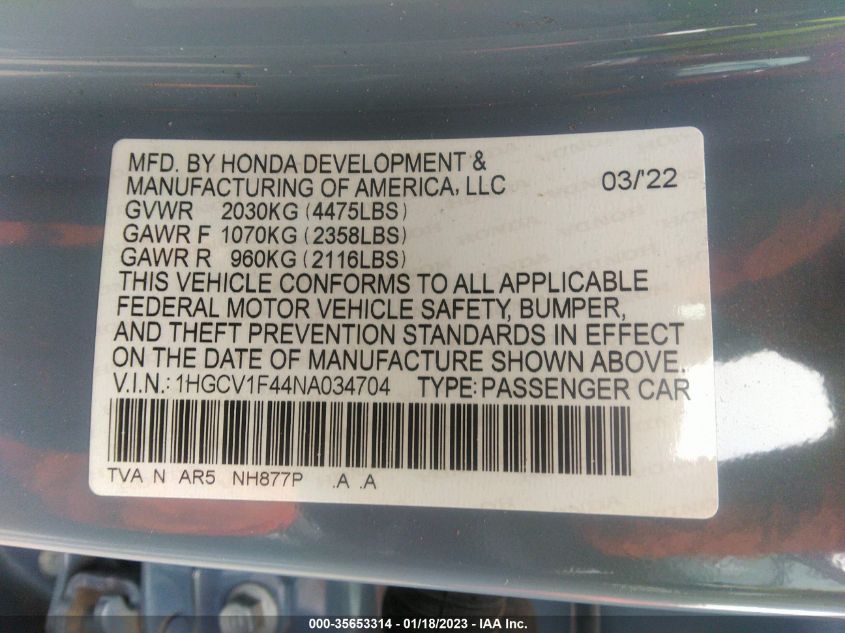 MFD. BY HONDA DEVELOPMENT &
MANUFACTURING OF AMERICA, LLC 03/'22
GVWR 2030KG (4475LBS)
GAWR F 1070KG (2358LBS)
GAWR R 960KG (2116LBS)
THIS VEHICLE CONFORMS TO ALL APPLICABLE
FEDERAL MOTOR VEHICLE SAFETY, BUMPER,
AND THEFT PREVENTION STANDARDS IN EFFECT
ON THE DATE OF MANUFACTURE SHOWN ABOVE.
V.I.N.: 1HGCV1F44NA034704 TYPE: PASSENGER CAR
TVA N AR5 NH877P .A .A
000-35653314 - 01/18/2023 - IAA Inc.